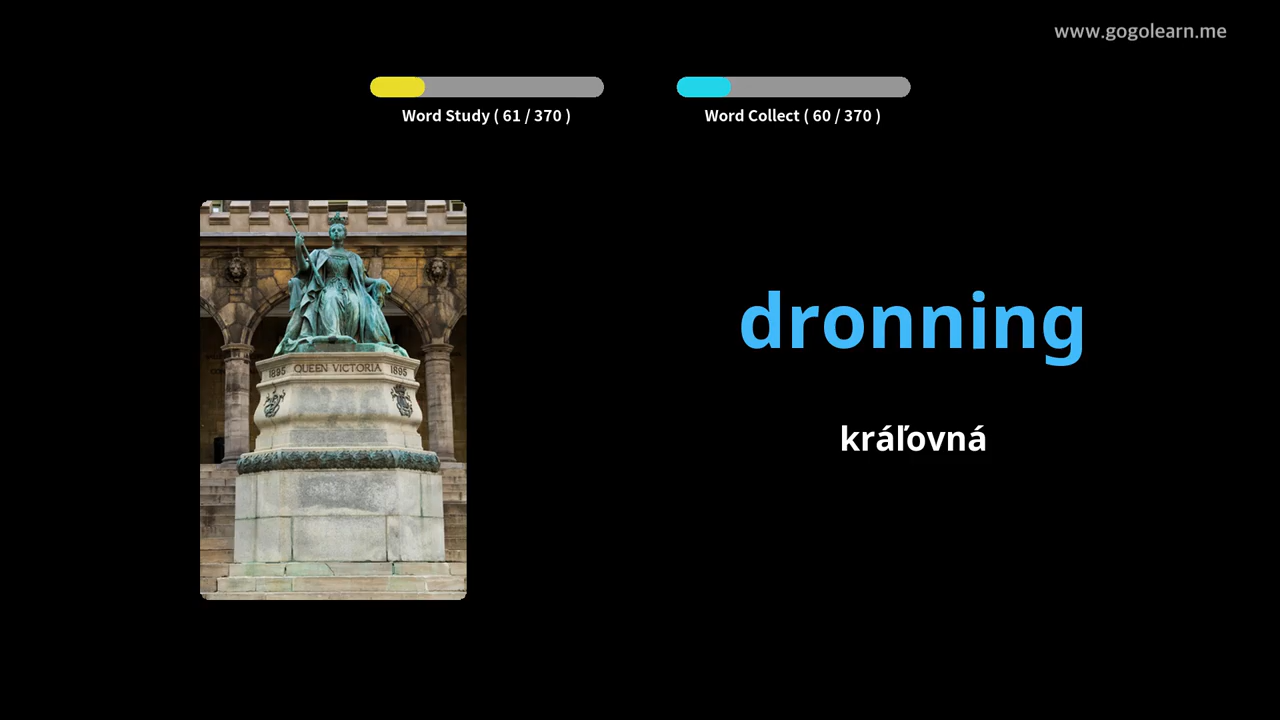 www.gogolearn.me
Word Study ( 61 / 370 )
Word Collect ( 60 / 370 )
1895 QUEEN VICTORIA 1895
dronning
kráľovná